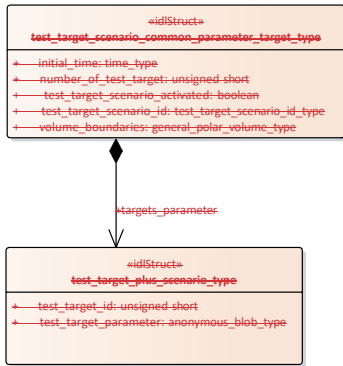 «idlStruct»
test_target_scenario_common_parameter_target_type
+ initial_time: time_type
+ number_of_test_target: unsigned short
+ test_target_scenario_activated: boolean
+ test_target_scenario_id: test_target_scenario_id_type
+ volume_boundaries: general_polar_volume_type
+targets_parameter
«idlStruct»
test_target_plus_scenario_type
+ test_target_id: unsigned short
+ test_target_parameter: anonymous_blob_type